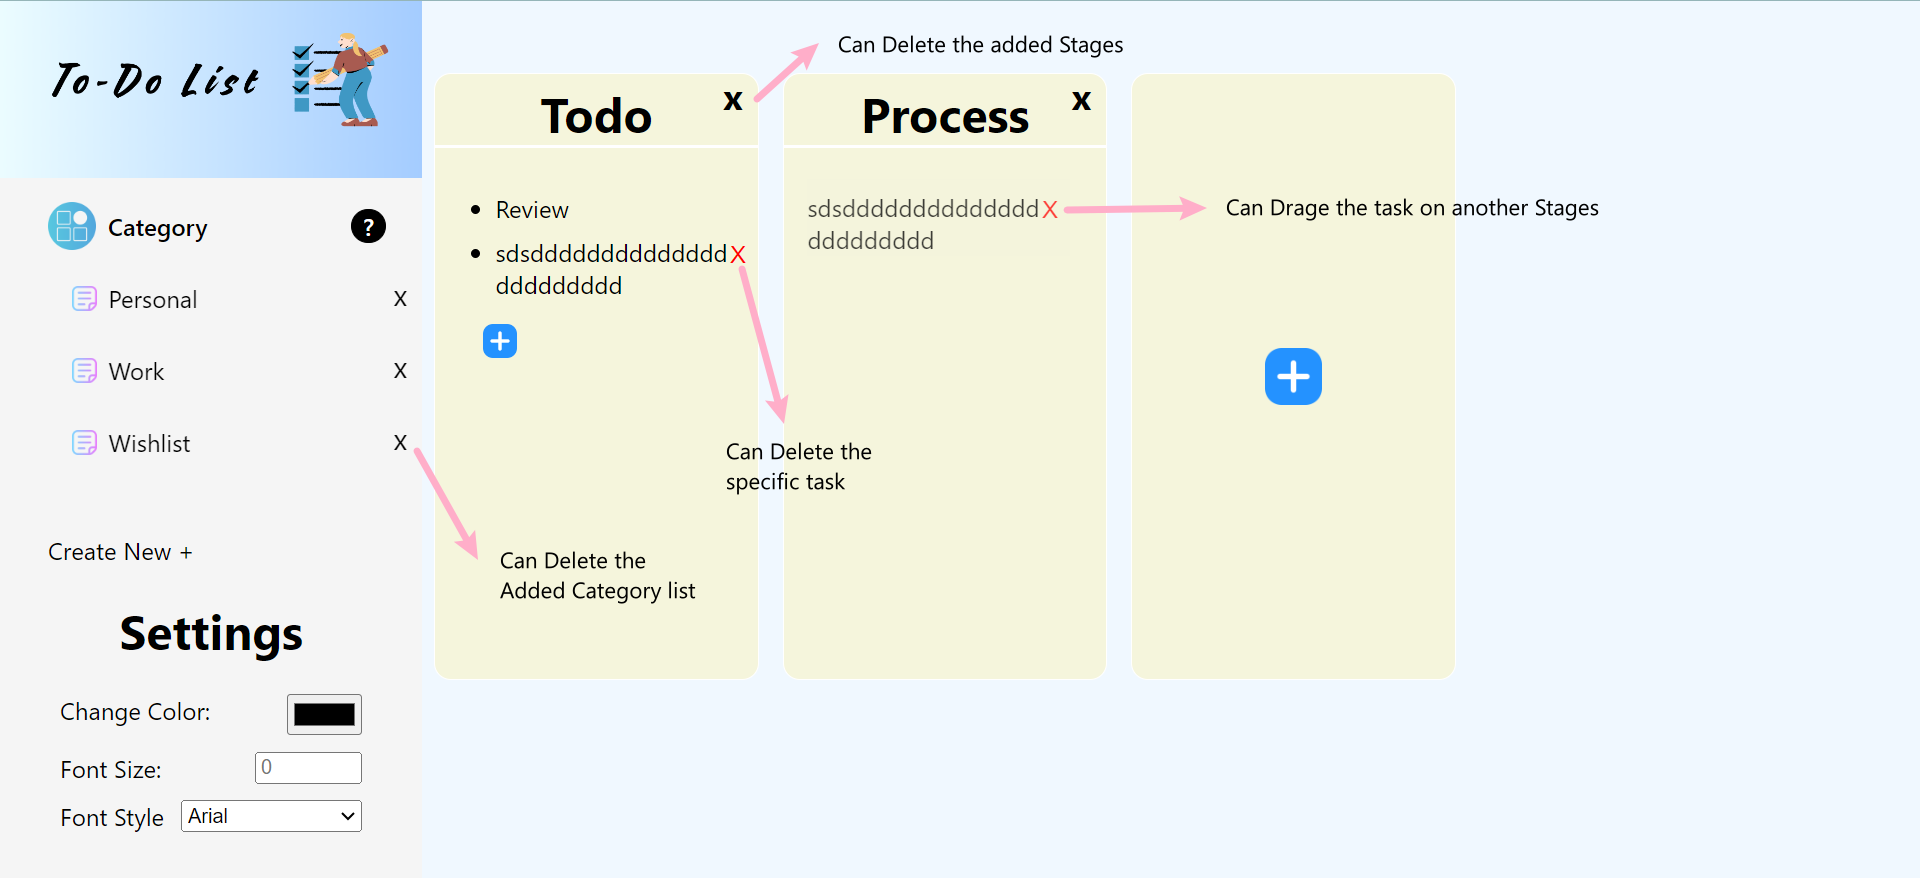 To-Do List
Category
?
Personal X
Work X
Wishlist X
Create New +
Settings
Change Color:
Font Size: 0
Font Style Arial
Can Delete the added Stages
Todo X
Review
sdsddddddddddddddX
ddddddddd
Can Delete the
specific task
Can Delete the
Added Category list
Process X
sdsddddddddddddddX
ddddddddd
Can Drage the task on another Stages